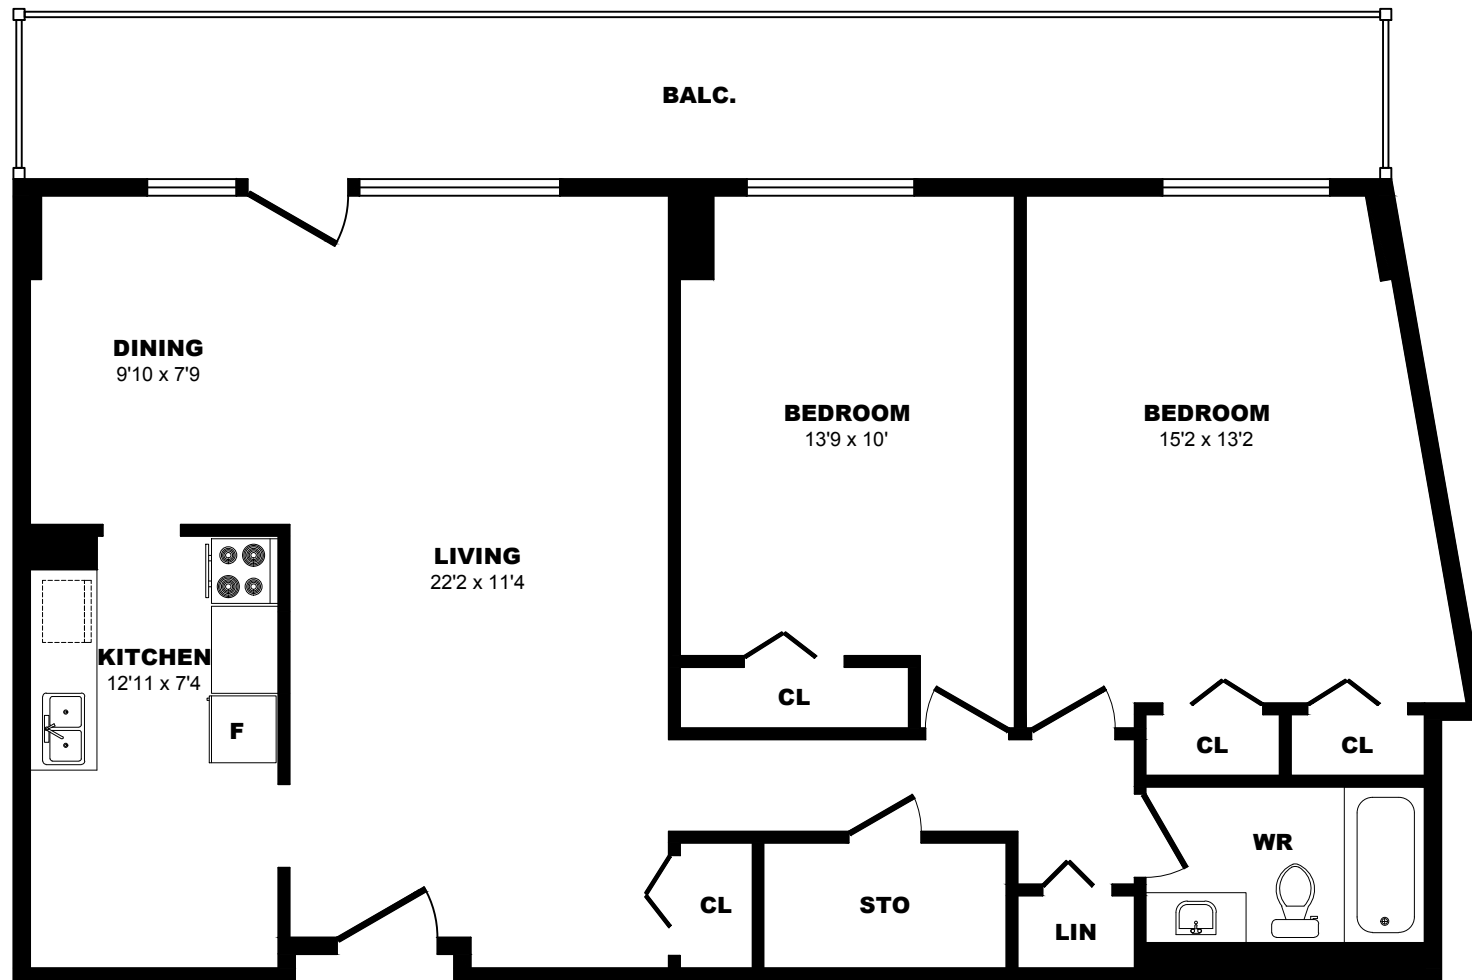 BALC.
DINING
9'10 x 7'9
BEDROOM
13'9 x 10'
BEDROOM
15'2 x 13'2
LIVING
22'2 x 11'4
KITCHEN
12'11 x 7'4
F
CL
CL
CL
WR
CL
STO
LIN